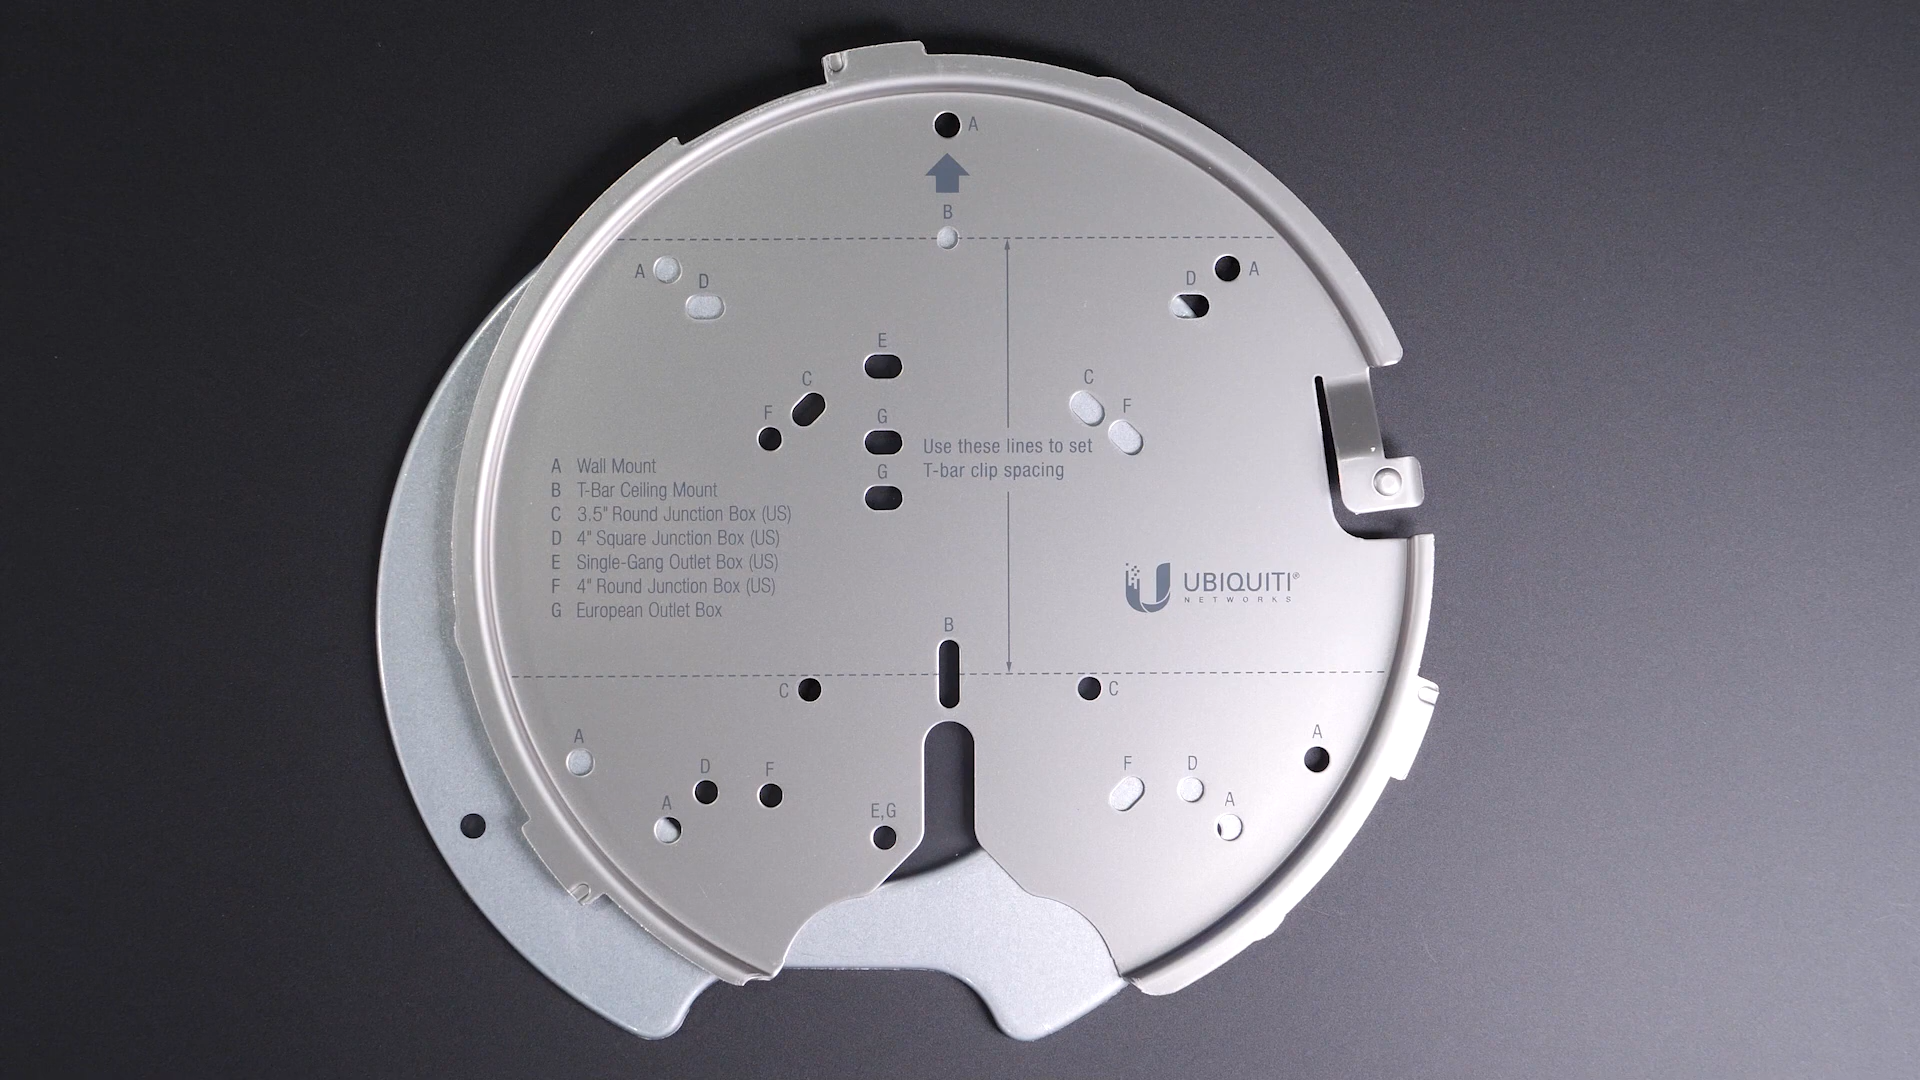 A
B
A
D
D
A
E
C
C
F
G
F
Use these lines to set
T-bar clip spacing
G
A Wall Mount
B T-Bar Ceiling Mount
C 3.5" Round Junction Box (US)
D 4" Square Junction Box (US)
E Single-Gang Outlet Box (US)
F 4" Round Junction Box (US)
G European Outlet Box
UBIQUITI®
NETWORKS
B
C
C
A
A
D
F
F
D
A
E,G
A